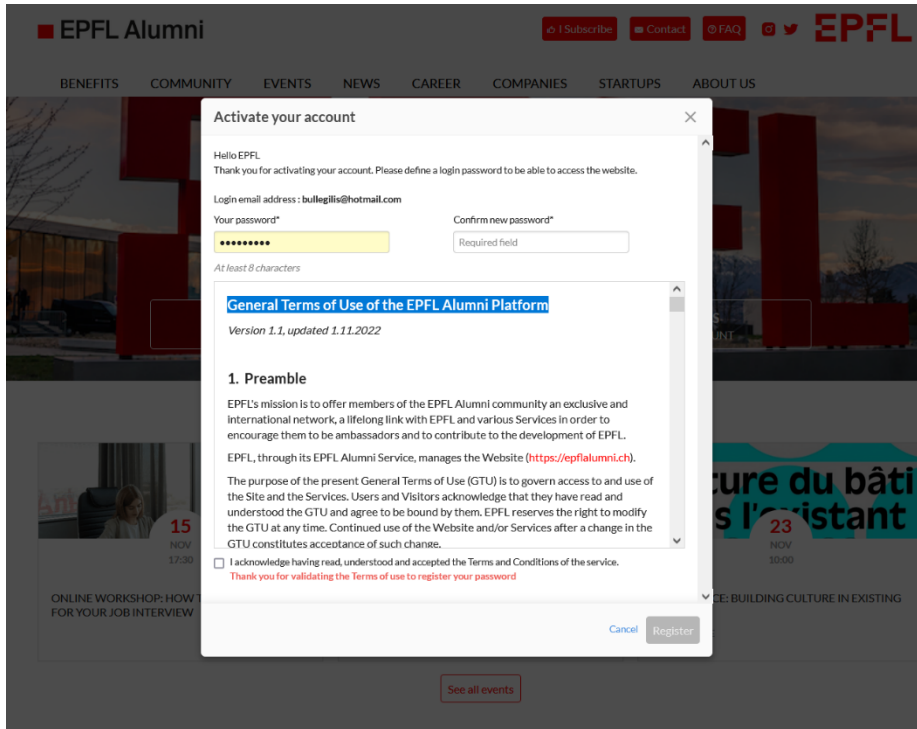 EPFL Alumni
I Subscribe
Contact
FAQ
EPFL
BENEFITS COMMUNITY EVENTS NEWS CAREER COMPANIES STARTUPS ABOUT US
Activate your account
Hello EPFL
Thank you for activating your account. Please define a login password to be able to access the website.
Login email address : bullegilis@hotmail.com
Your password*
Confirm new password*
Required field
At least 8 characters
General Terms of Use of the EPFL Alumni Platform
Version 1.1, updated 1.11.2022
1. Preamble
EPFL's mission is to offer members of the EPFL Alumni community an exclusive and
international network, a lifelong link with EPFL and various Services in order to
encourage them to be ambassadors and to contribute to the development of EPFL.
EPFL, through its EPFL Alumni Service, manages the Website (https://epflalumni.ch).
The purpose of the present General Terms of Use (GTU) is to govern access to and use of
the Site and the Services. Users and Visitors acknowledge that they have read and
understood the GTU and agree to be bound by them. EPFL reserves the right to modify
the GTU at any time. Continued use of the Website and/or Services after a change in the
GTU constitutes acceptance of such change.
I acknowledge having read, understood and accepted the Terms and Conditions of the service.
Thank you for validating the Terms of use to register your password
Cancel
Register
15
NOV
17:30
ONLINE WORKSHOP: HOW
FOR YOUR JOB INTERVIEW
du bâti
23
NOV
10:00
BUILDING CULTURE IN EXISTING
See all events